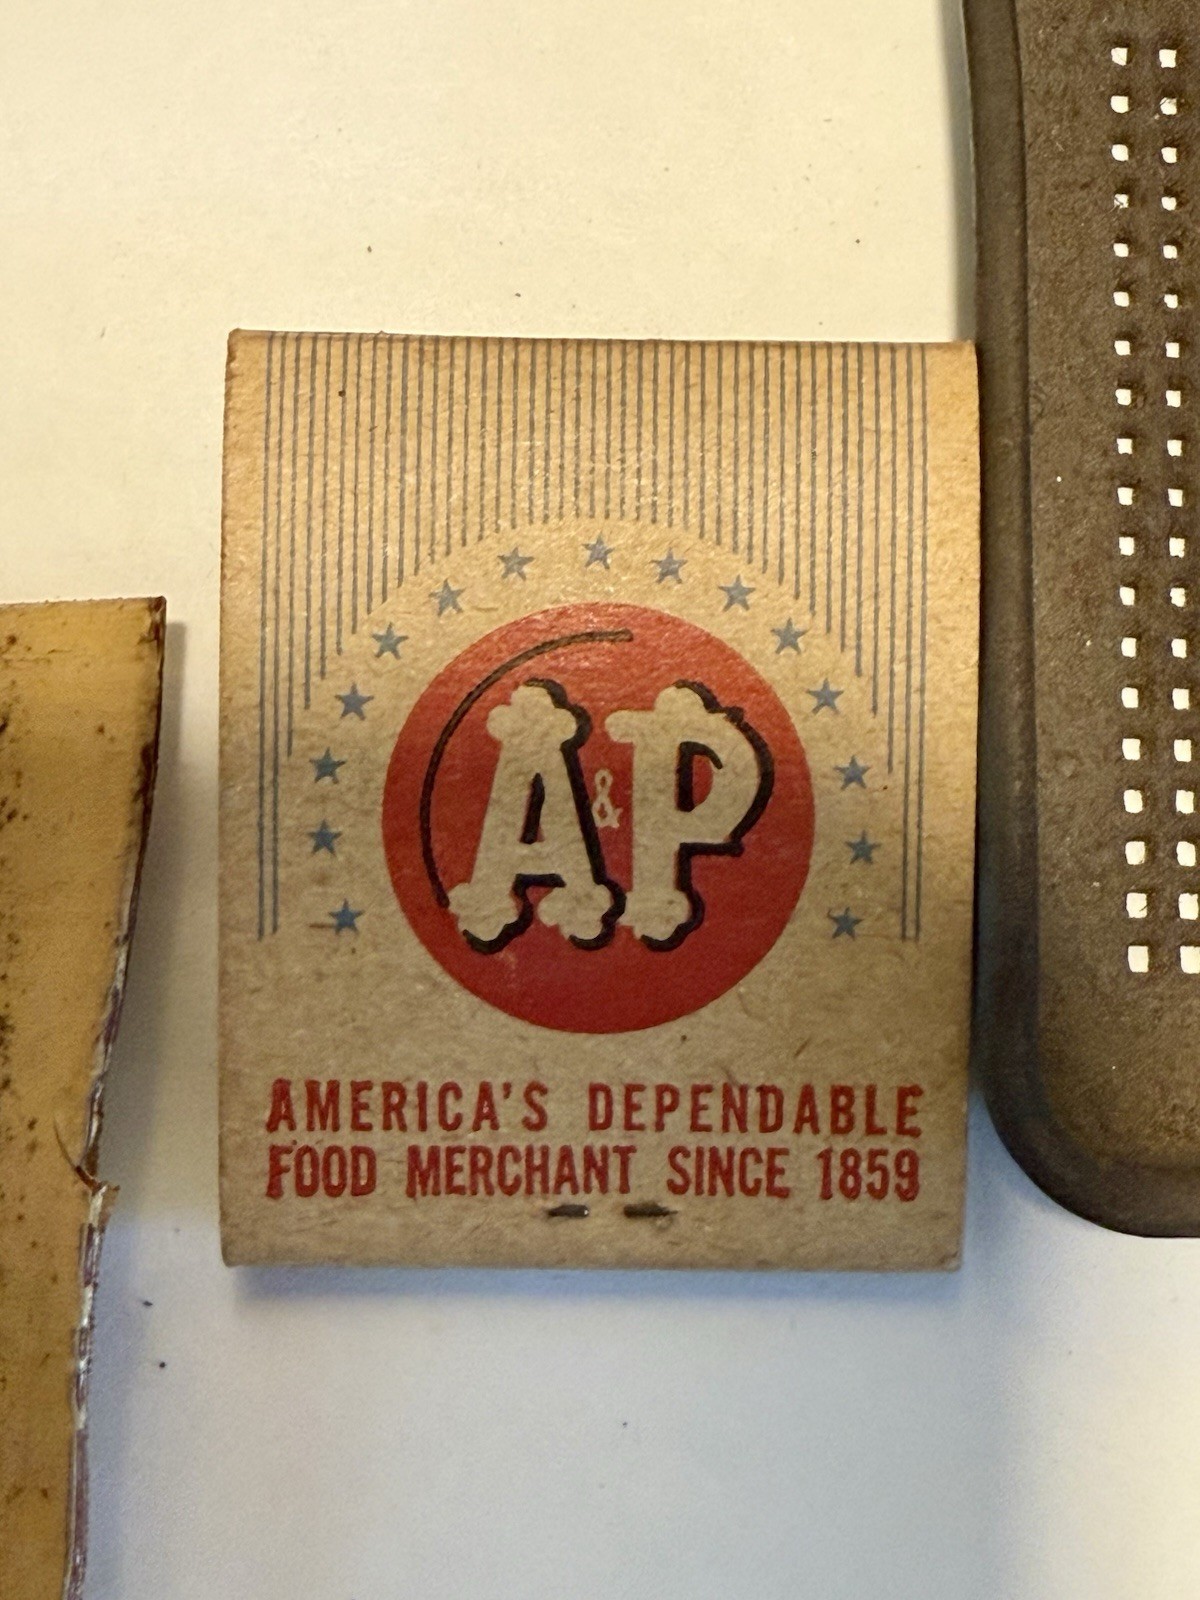 A&P
AMERICA'S DEPENDABLE
FOOD MERCHANT SINCE 1859